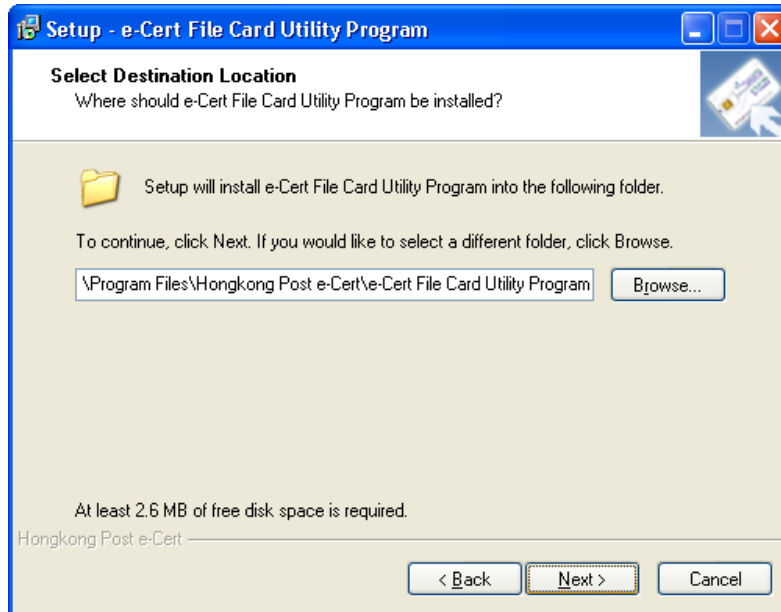 Setup - e-Cert File Card Utility Program
Select Destination Location
Where should e-Cert File Card Utility Program be installed?
Setup will install e-Cert File Card Utility Program into the following folder.
To continue, click Next. If you would like to select a different folder, click Browse.
\Program Files\Hongkong Post e-Cert\e-Cert File Card Utility Program
Browse...
At least 2.6 MB of free disk space is required.
Hongkong Post e-Cert
< Back
Next >
Cancel